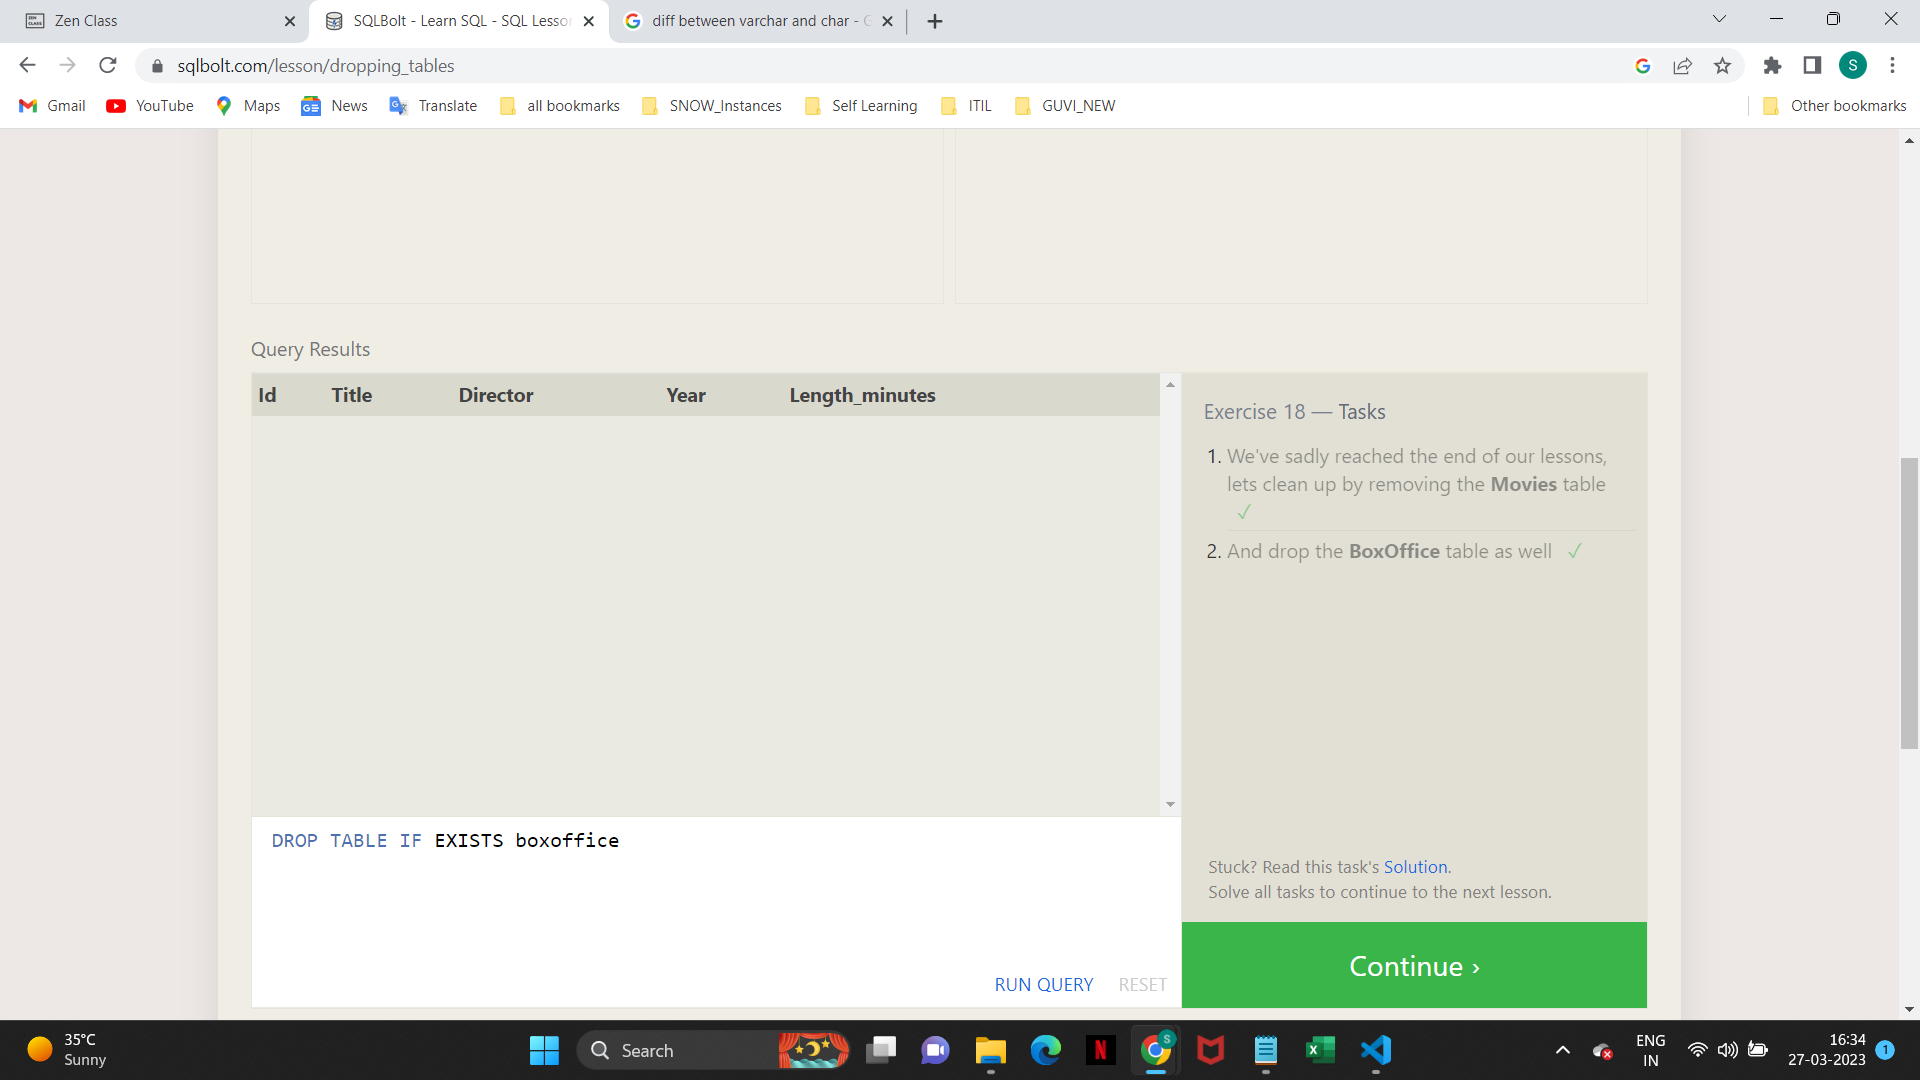 Zen Class
SQLBolt - Learn SQL - SQL Lesson
diff between varchar and char - G
sqlbolt.com/lesson/dropping_tables
S
Gmail
YouTube
Maps
News
Translate
all bookmarks
SNOW_Instances
Self Learning
ITIL
GUVI_NEW
Other bookmarks
Query Results
Id Title Director Year Length_minutes
Exercise 18 — Tasks
1. We've sadly reached the end of our lessons,
lets clean up by removing the Movies table
✓
2. And drop the BoxOffice table as well ✓
DROP TABLE IF EXISTS boxoffice
Stuck? Read this task's Solution.
Solve all tasks to continue to the next lesson.
RUN QUERY RESET
Continue ›
35°C
Sunny
Search
ENG
IN
16:34
27-03-2023
1